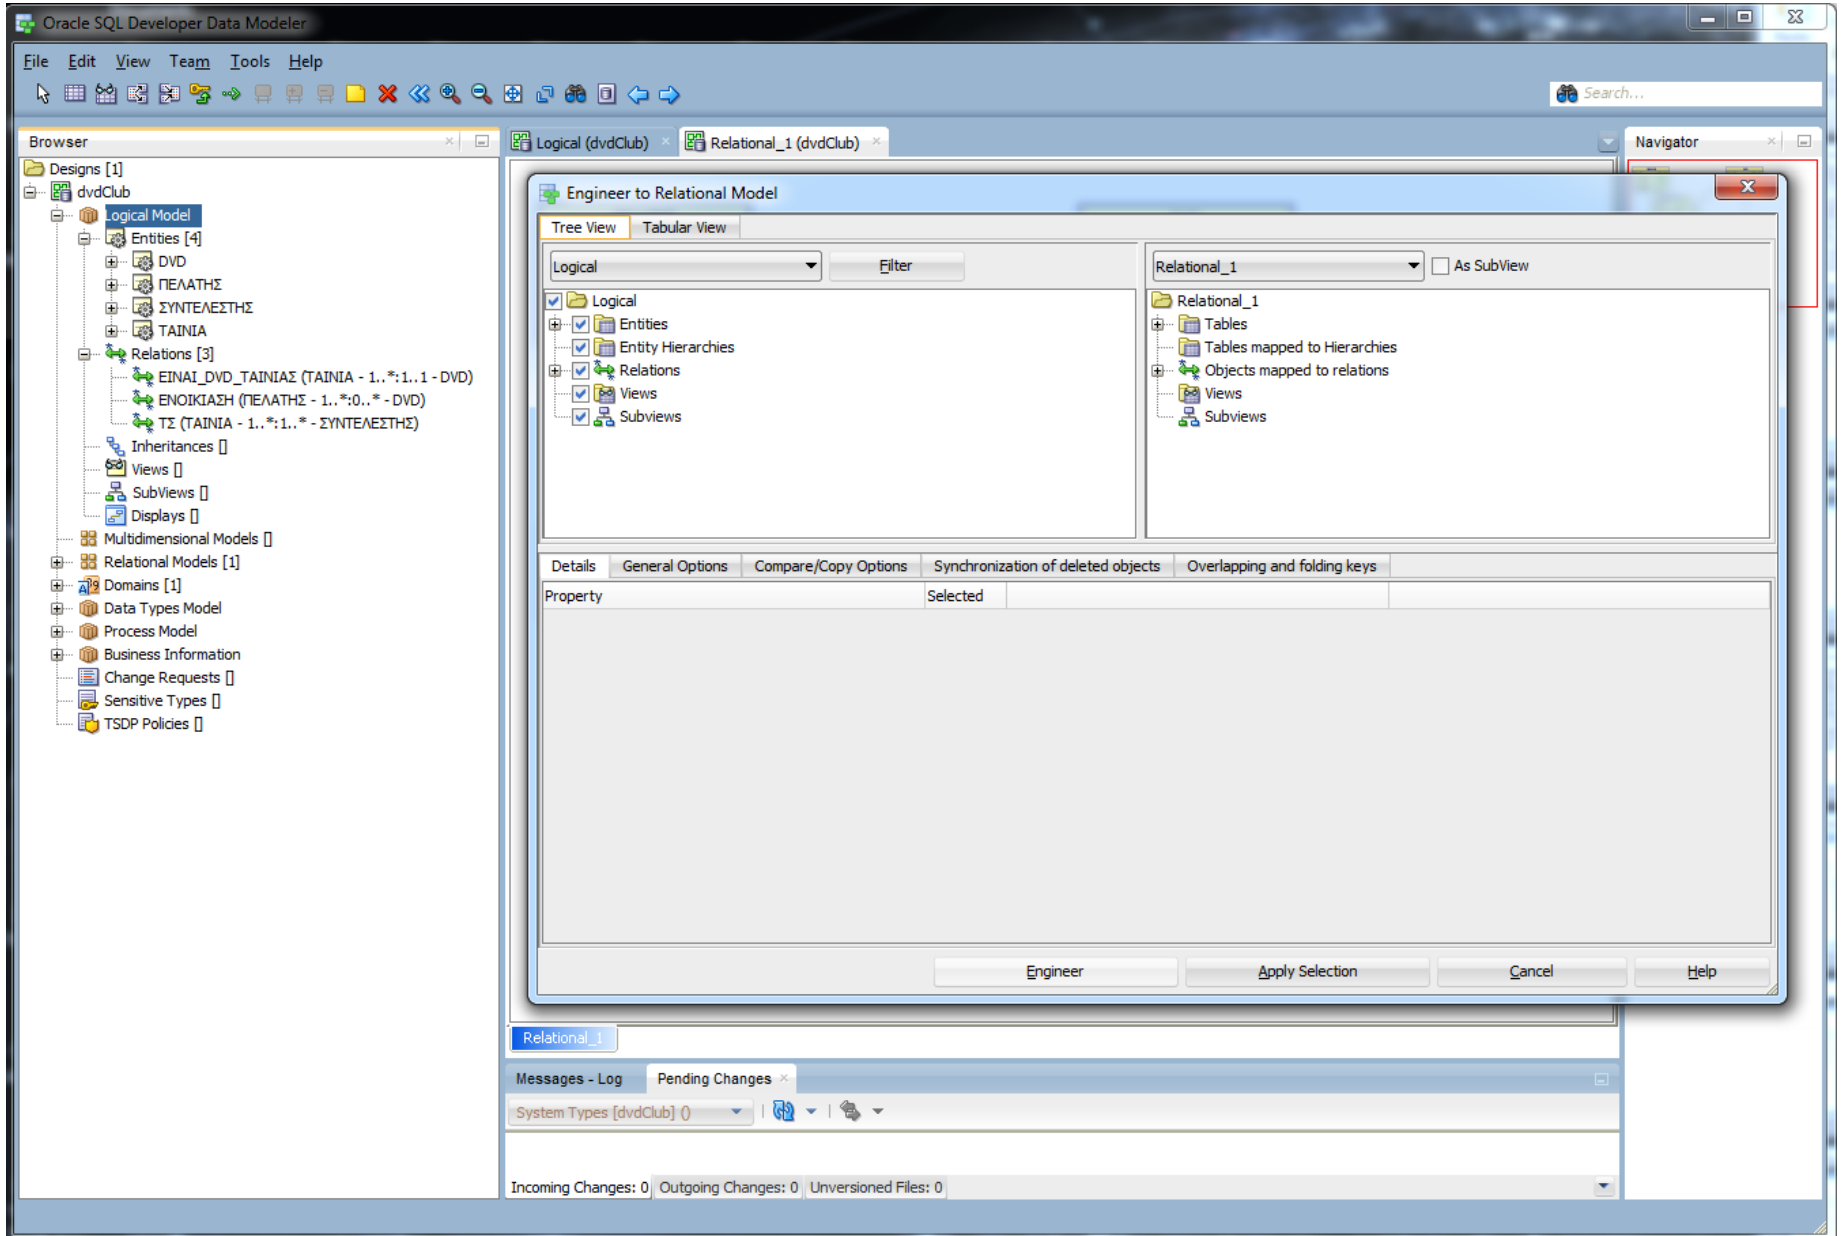 Oracle SQL Developer Data Modeler
File Edit View Team Tools Help
Search...
Browser
Designs [1]
dvdClub
Logical Model
Entities [4]
DVD
ΠΕΛΑΤΗΣ
ΣΥΝΤΕΛΕΣΤΗΣ
ΤΑΙΝΙΑ
Relations [3]
ΕΙΝΑΙ_DVD_ΤΑΙΝΙΑΣ (ΤΑΙΝΙΑ - 1..*:1..1 - DVD)
ΕΝΟΙΚΙΑΣΗ (ΠΕΛΑΤΗΣ - 1..*:0..* - DVD)
ΤΣ (ΤΑΙΝΙΑ - 1..*:1..* - ΣΥΝΤΕΛΕΣΤΗΣ)
Inheritances []
Views []
SubViews []
Displays []
Multidimensional Models []
Relational Models [1]
Domains [1]
Data Types Model
Process Model
Business Information
Change Requests []
Sensitive Types []
TSDP Policies []
Logical (dvdClub) Relational_1 (dvdClub)
Navigator
Engineer to Relational Model
Tree View Tabular View
Logical Filter
Relational_1 As SubView
Logical
Entities
Entity Hierarchies
Relations
Views
Subviews
Relational_1
Tables
Tables mapped to Hierarchies
Objects mapped to relations
Views
Subviews
Details General Options Compare/Copy Options Synchronization of deleted objects Overlapping and folding keys
Property Selected
Engineer Apply Selection Cancel Help
Relational_1
Messages - Log Pending Changes
System Types [dvdClub] ()
Incoming Changes: 0 Outgoing Changes: 0 Unversioned Files: 0